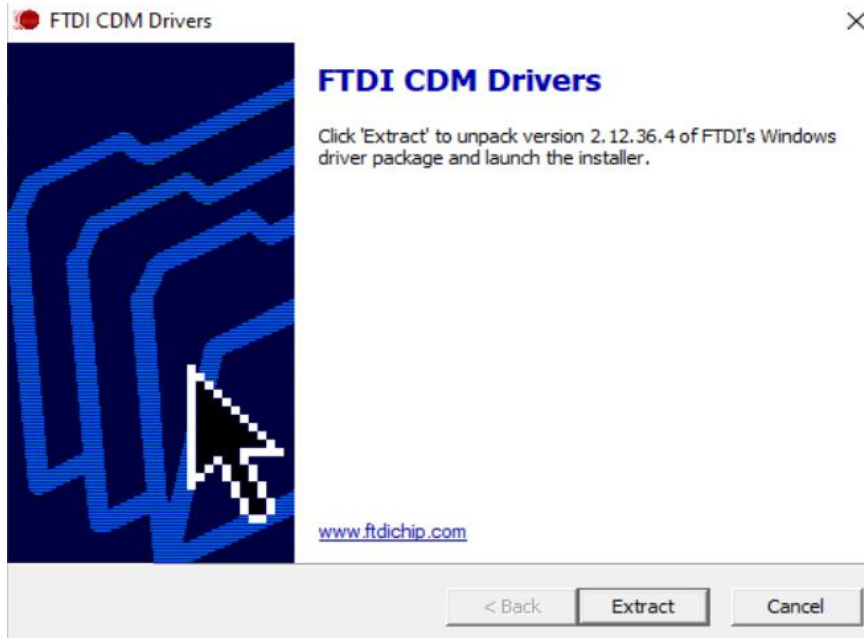 FTDI CDM Drivers
FTDI CDM Drivers
Click 'Extract' to unpack version 2.12.36.4 of FTDI's Windows
driver package and launch the installer.
www.ftdichip.com
< Back
Extract
Cancel